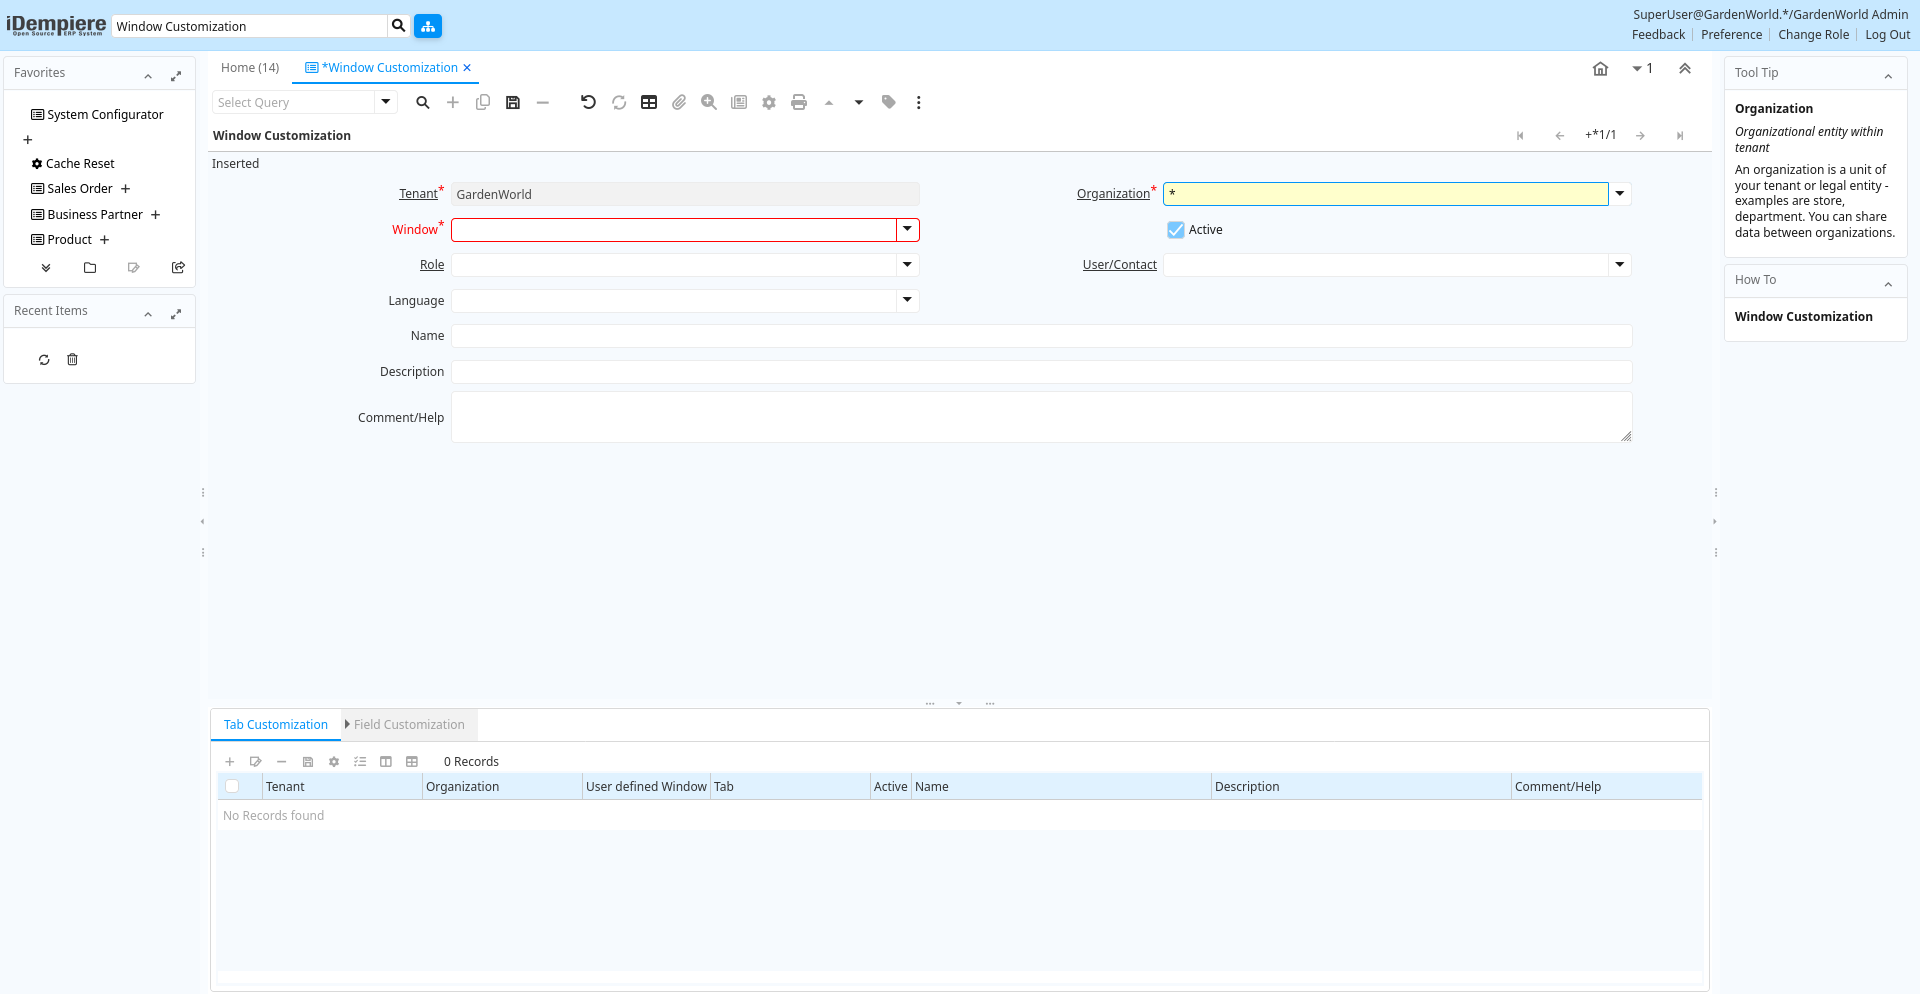 iDempiere
Open Source ERP System
Window Customization
SuperUser@GardenWorld.*/GardenWorld Admin
Feedback
Preference
Change Role
Log Out
Favorites
System Configurator
Cache Reset
Sales Order
Business Partner
Product
Recent Items
Home (14)
*Window Customization
1
Select Query
Window Customization
+*1/1
Inserted
Tenant*
GardenWorld
Organization*
*
Window*
Active
Role
User/Contact
Language
Name
Description
Comment/Help
Tab Customization
Field Customization
0 Records
Tenant
Organization
User defined Window
Tab
Active
Name
Description
Comment/Help
No Records found
Tool Tip
Organization
Organizational entity within
tenant
An organization is a unit of
your tenant or legal entity -
examples are store,
department. You can share
data between organizations.
How To
Window Customization